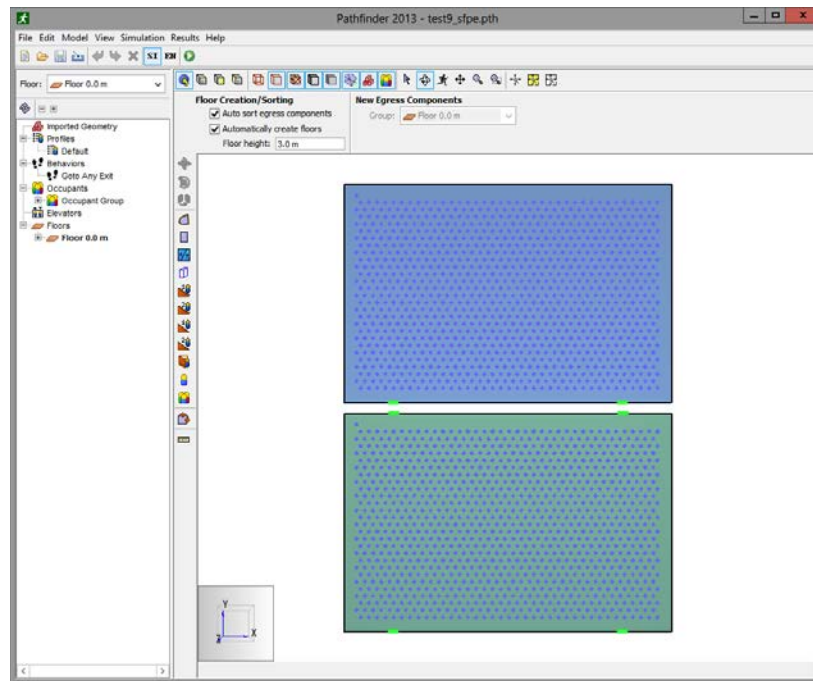 Pathfinder 2013 - test9_sfpe.pth
File Edit Model View Simulation Results Help
SI EN
Floor: Floor 0.0 m
Floor Creation/Sorting
New Egress Components
Auto sort egress components
Group: Floor 0.0 m
Automatically create floors
Floor height: 3.0 m
Imported Geometry
Profiles
Default
Behaviors
Goto Any Exit
Occupants
Occupant Group
Elevators
Floors
Floor 0.0 m
Y
Z
X